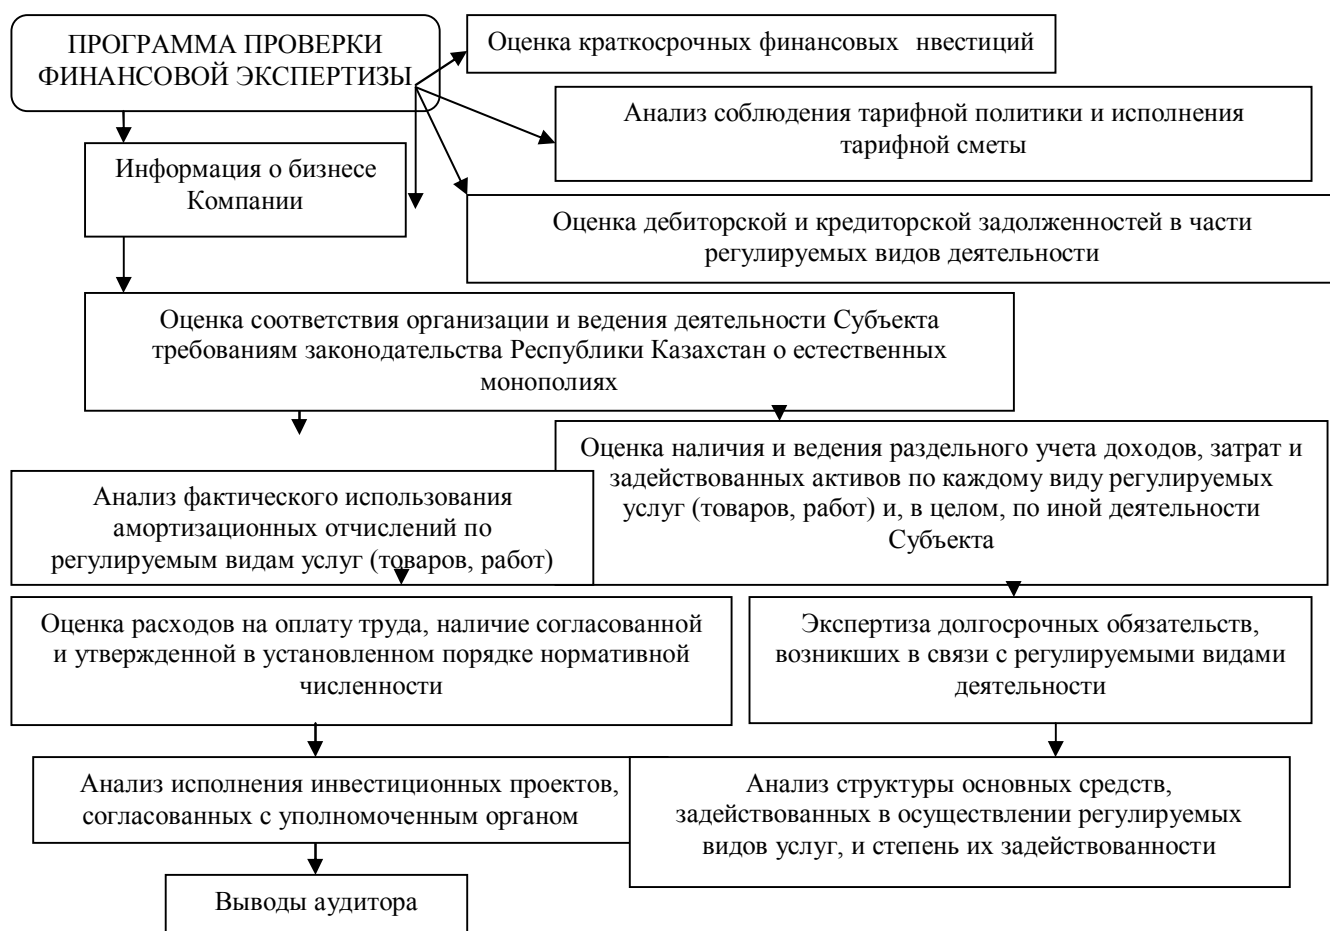 ПРОГРАММА ПРОВЕРКИ
ФИНАНСОВОЙ ЭКСПЕРТИЗЫ
Оценка краткосрочных финансовых нвестиций
Анализ соблюдения тарифной политики и исполнения
тарифной сметы
Информация о бизнесе
Компании
Оценка дебиторской и кредиторской задолженностей в части
регулируемых видов деятельности
Оценка соответствия организации и ведения деятельности Субъекта
требованиям законодательства Республики Казахстан о естественных
монополиях
Оценка наличия и ведения раздельного учета доходов, затрат и
задействованных активов по каждому виду регулируемых
услуг (товаров, работ) и, в целом, по иной деятельности
Субъекта
Анализ фактического использования
амортизационных отчислений по
регулируемым видам услуг (товаров, работ)
Оценка расходов на оплату труда, наличие согласованной
и утвержденной в установленном порядке нормативной
численности
Экспертиза долгосрочных обязательств,
возникших в связи с регулируемыми видами
деятельности
Анализ исполнения инвестиционных проектов,
согласованных с уполномоченным органом
Анализ структуры основных средств,
задействованных в осуществлении регулируемых
видов услуг, и степень их задействованности
Выводы аудитора